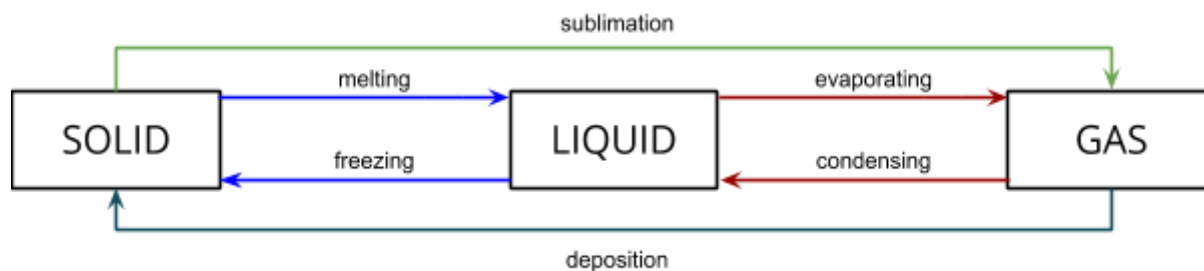 sublimation
melting
evaporating
SOLID
LIQUID
GAS
freezing
condensing
deposition